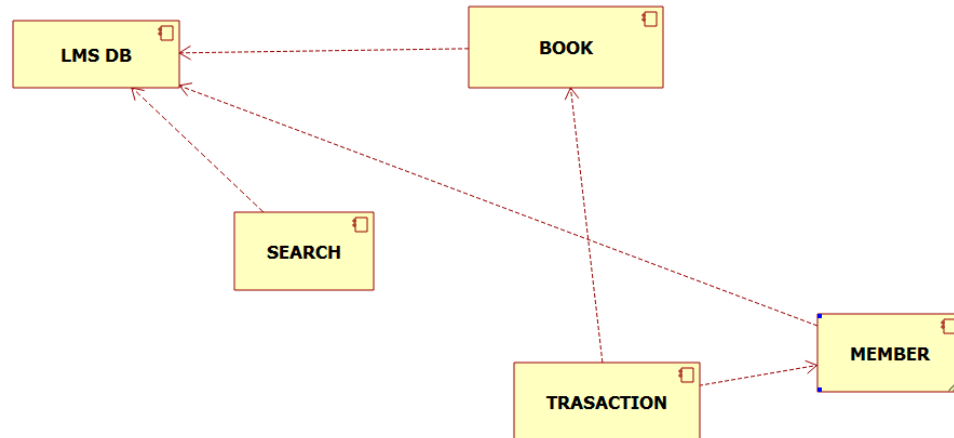 LMS DB
BOOK
SEARCH
MEMBER
TRASACTION